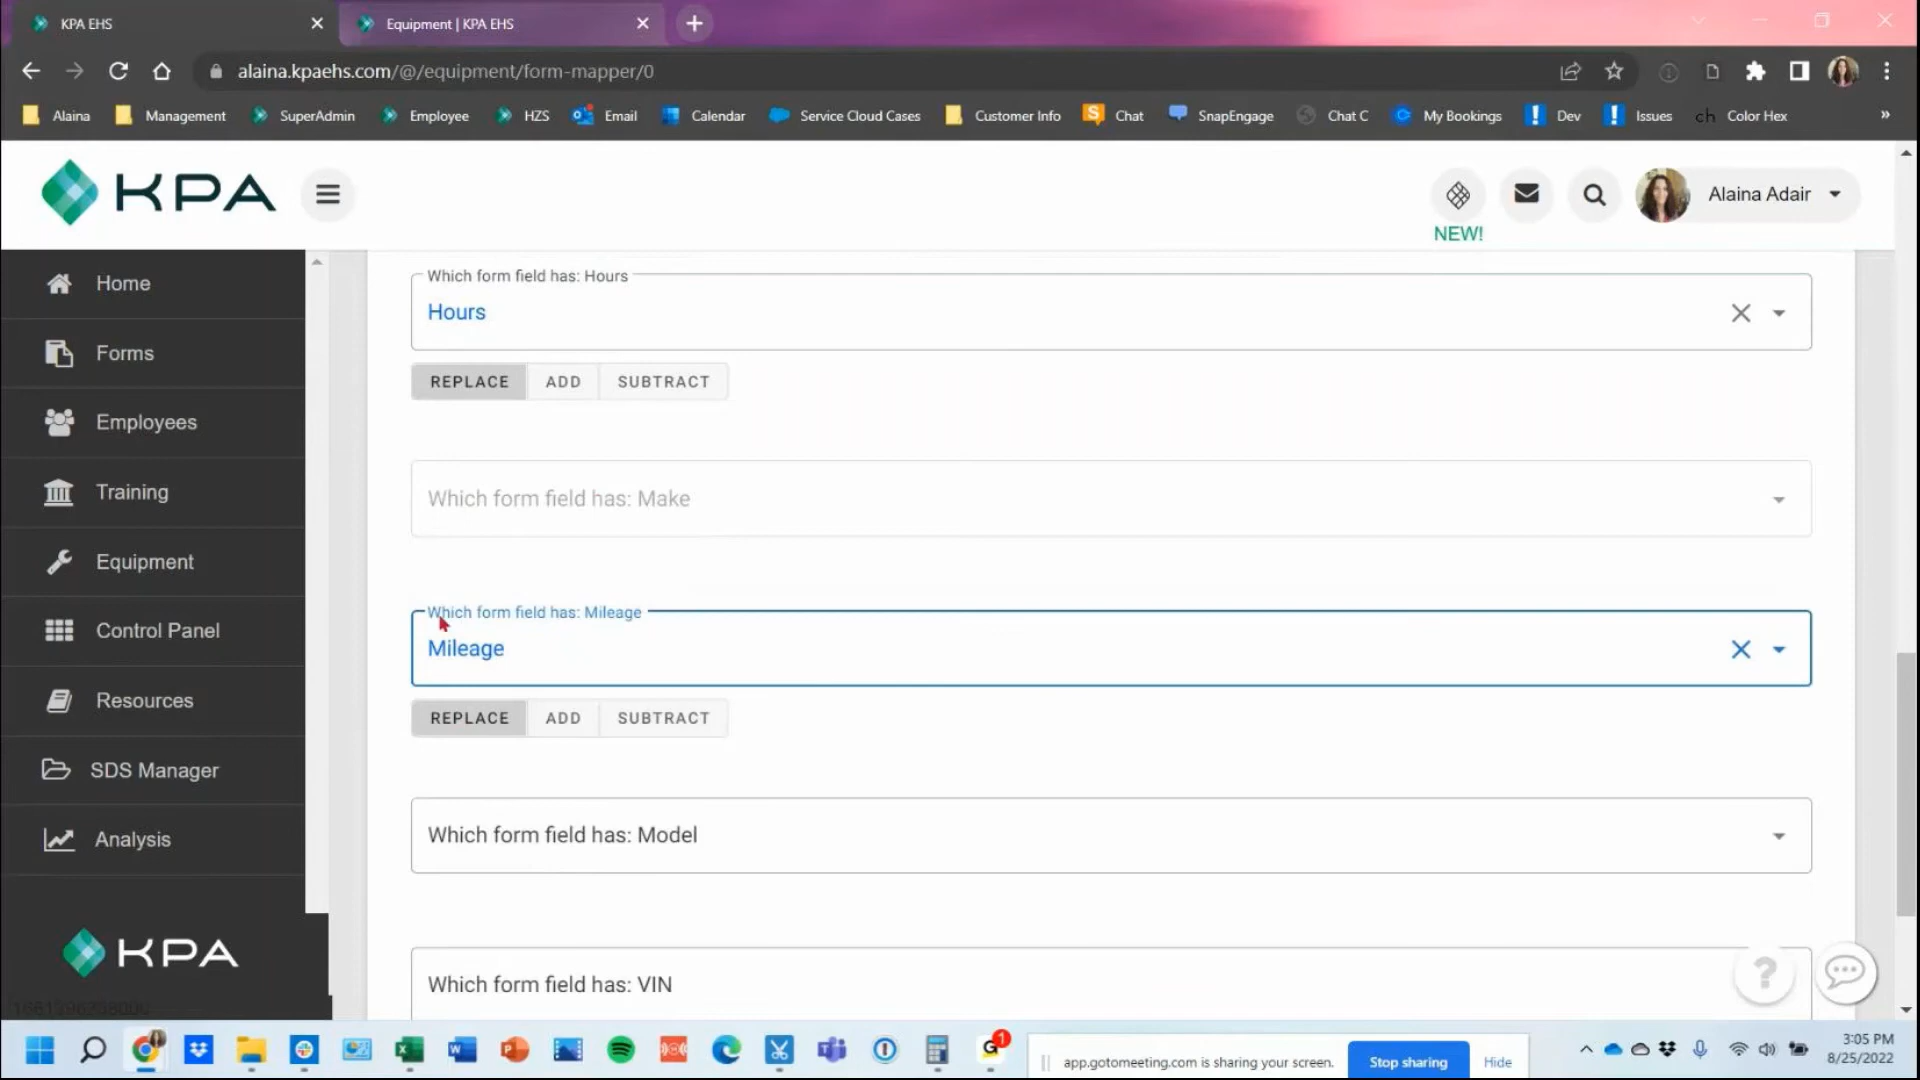 KPA EHS
Equipment | KPA EHS
alaina.kpaehs.com/@/equipment/form-mapper/0
Alaina
Management
SuperAdmin
Employee
HZS
Email
Calendar
Service Cloud Cases
Customer Info
S
Chat
SnapEngage
Chat C
My Bookings
Dev
Issues
ch
Color Hex
»
KPA
NEW!
Alaina Adair
Home
Forms
Employees
Training
Equipment
Control Panel
Resources
SDS Manager
Analysis
KPA
Which form field has: Hours
Hours
REPLACE
ADD
SUBTRACT
Which form field has: Make
Which form field has: Mileage
Mileage
REPLACE
ADD
SUBTRACT
Which form field has: Model
Which form field has: VIN
?
G
1
app.gotomeeting.com is sharing your screen.
Stop sharing
Hide
3:05 PM
8/25/2022